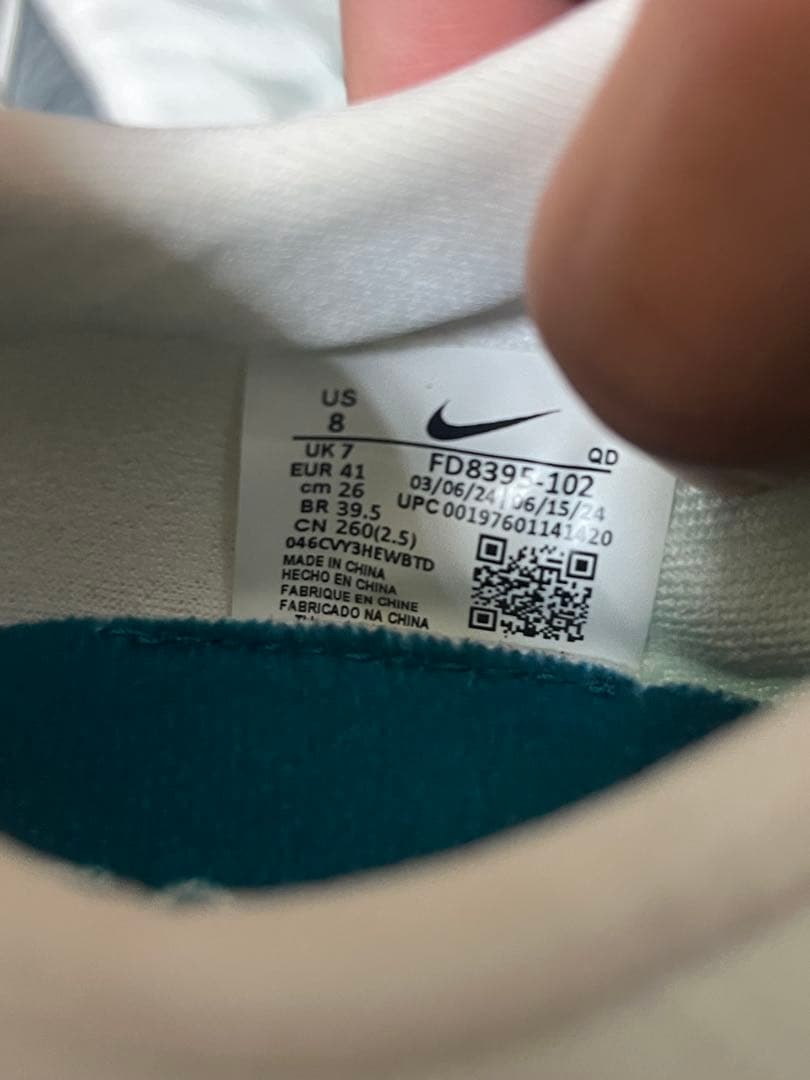 US
8
QD
UK 7
FD8395-102
EUR 41
03/06/24 06/15/24
cm 26
UPC 00197601141420
BR 39.5
CN 260(2.5)
046CVY3HEWBTD
MADE IN CHINA
HECHO EN CHINA
FABRIQUE EN CHINE
FABRICADO NA CHINA